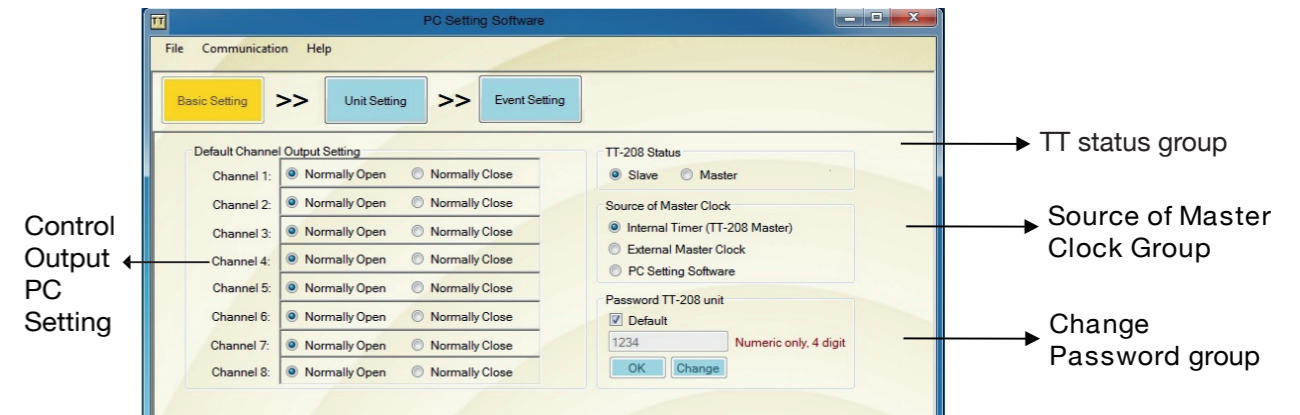 TT PC Setting Software
File Communication Help
Basic Setting >> Unit Setting >> Event Setting
Default Channel Output Setting
Channel 1: Normally Open Normally Close
Channel 2: Normally Open Normally Close
Channel 3: Normally Open Normally Close
Channel 4: Normally Open Normally Close
Channel 5: Normally Open Normally Close
Channel 6: Normally Open Normally Close
Channel 7: Normally Open Normally Close
Channel 8: Normally Open Normally Close
TT-208 Status
Slave Master
Source of Master Clock
Internal Timer (TT-208 Master)
External Master Clock
PC Setting Software
Password TT-208 unit
Default
1234 Numeric only, 4 digit
OK Change
Control
Output
PC
Setting
TT status group
Source of Master
Clock Group
Change
Password group